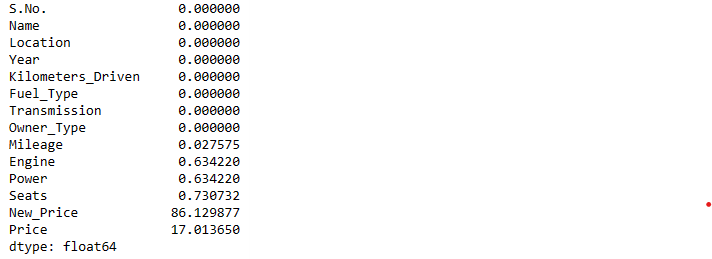 S.No. 0.000000
Name 0.000000
Location 0.000000
Year 0.000000
Kilometers_Driven 0.000000
Fuel_Type 0.000000
Transmission 0.000000
Owner_Type 0.000000
Mileage 0.027575
Engine 0.634220
Power 0.634220
Seats 0.730732
New_Price 86.129877
Price 17.013650
dtype: float64